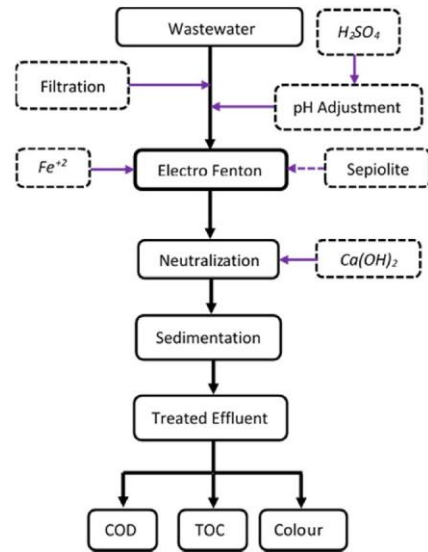 Wastewater
H₂SO₄
Filtration
pH Adjustment
Fe⁺²
Electro Fenton
Sepiolite
Neutralization
Ca(OH)₂
Sedimentation
Treated Effluent
COD
TOC
Colour